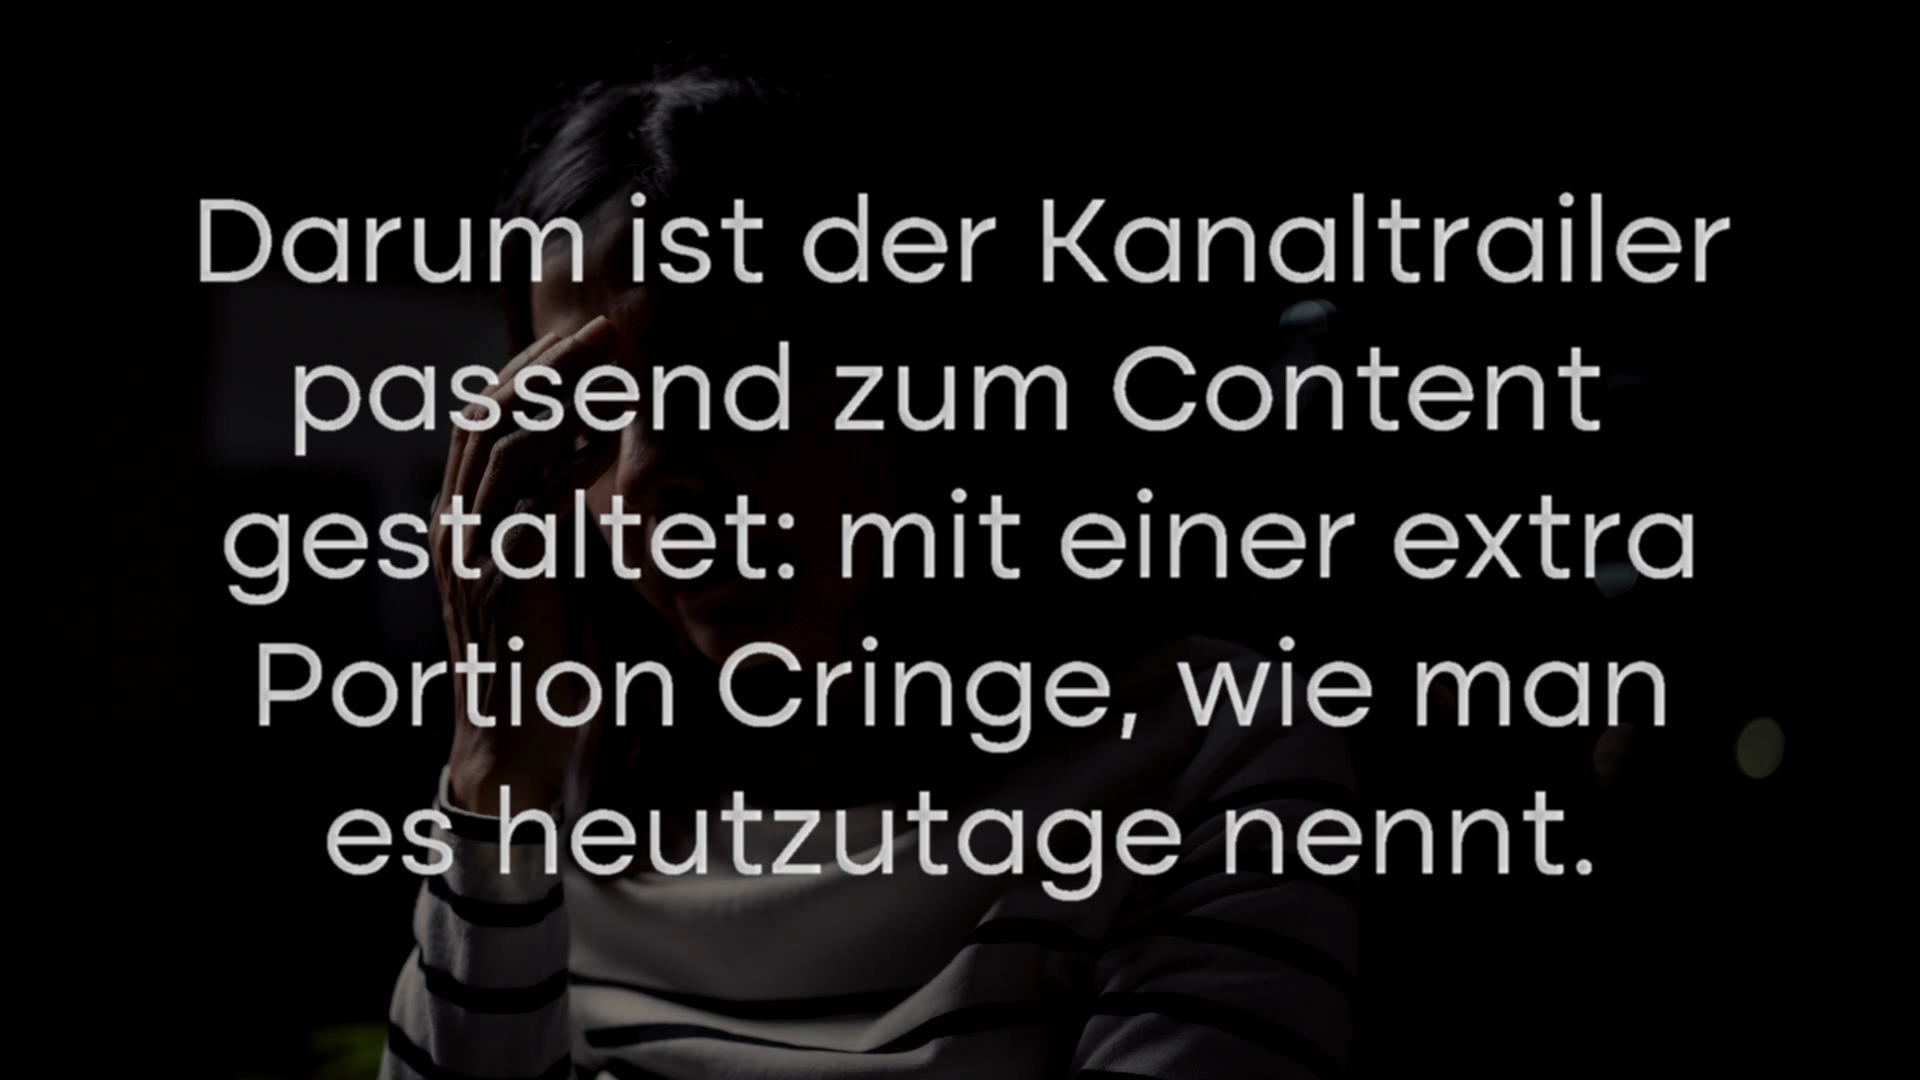 Darum ist der Kanaltrailer
passend zum Content
gestaltet: mit einer extra
Portion Cringe, wie man
es heutzutage nennt.